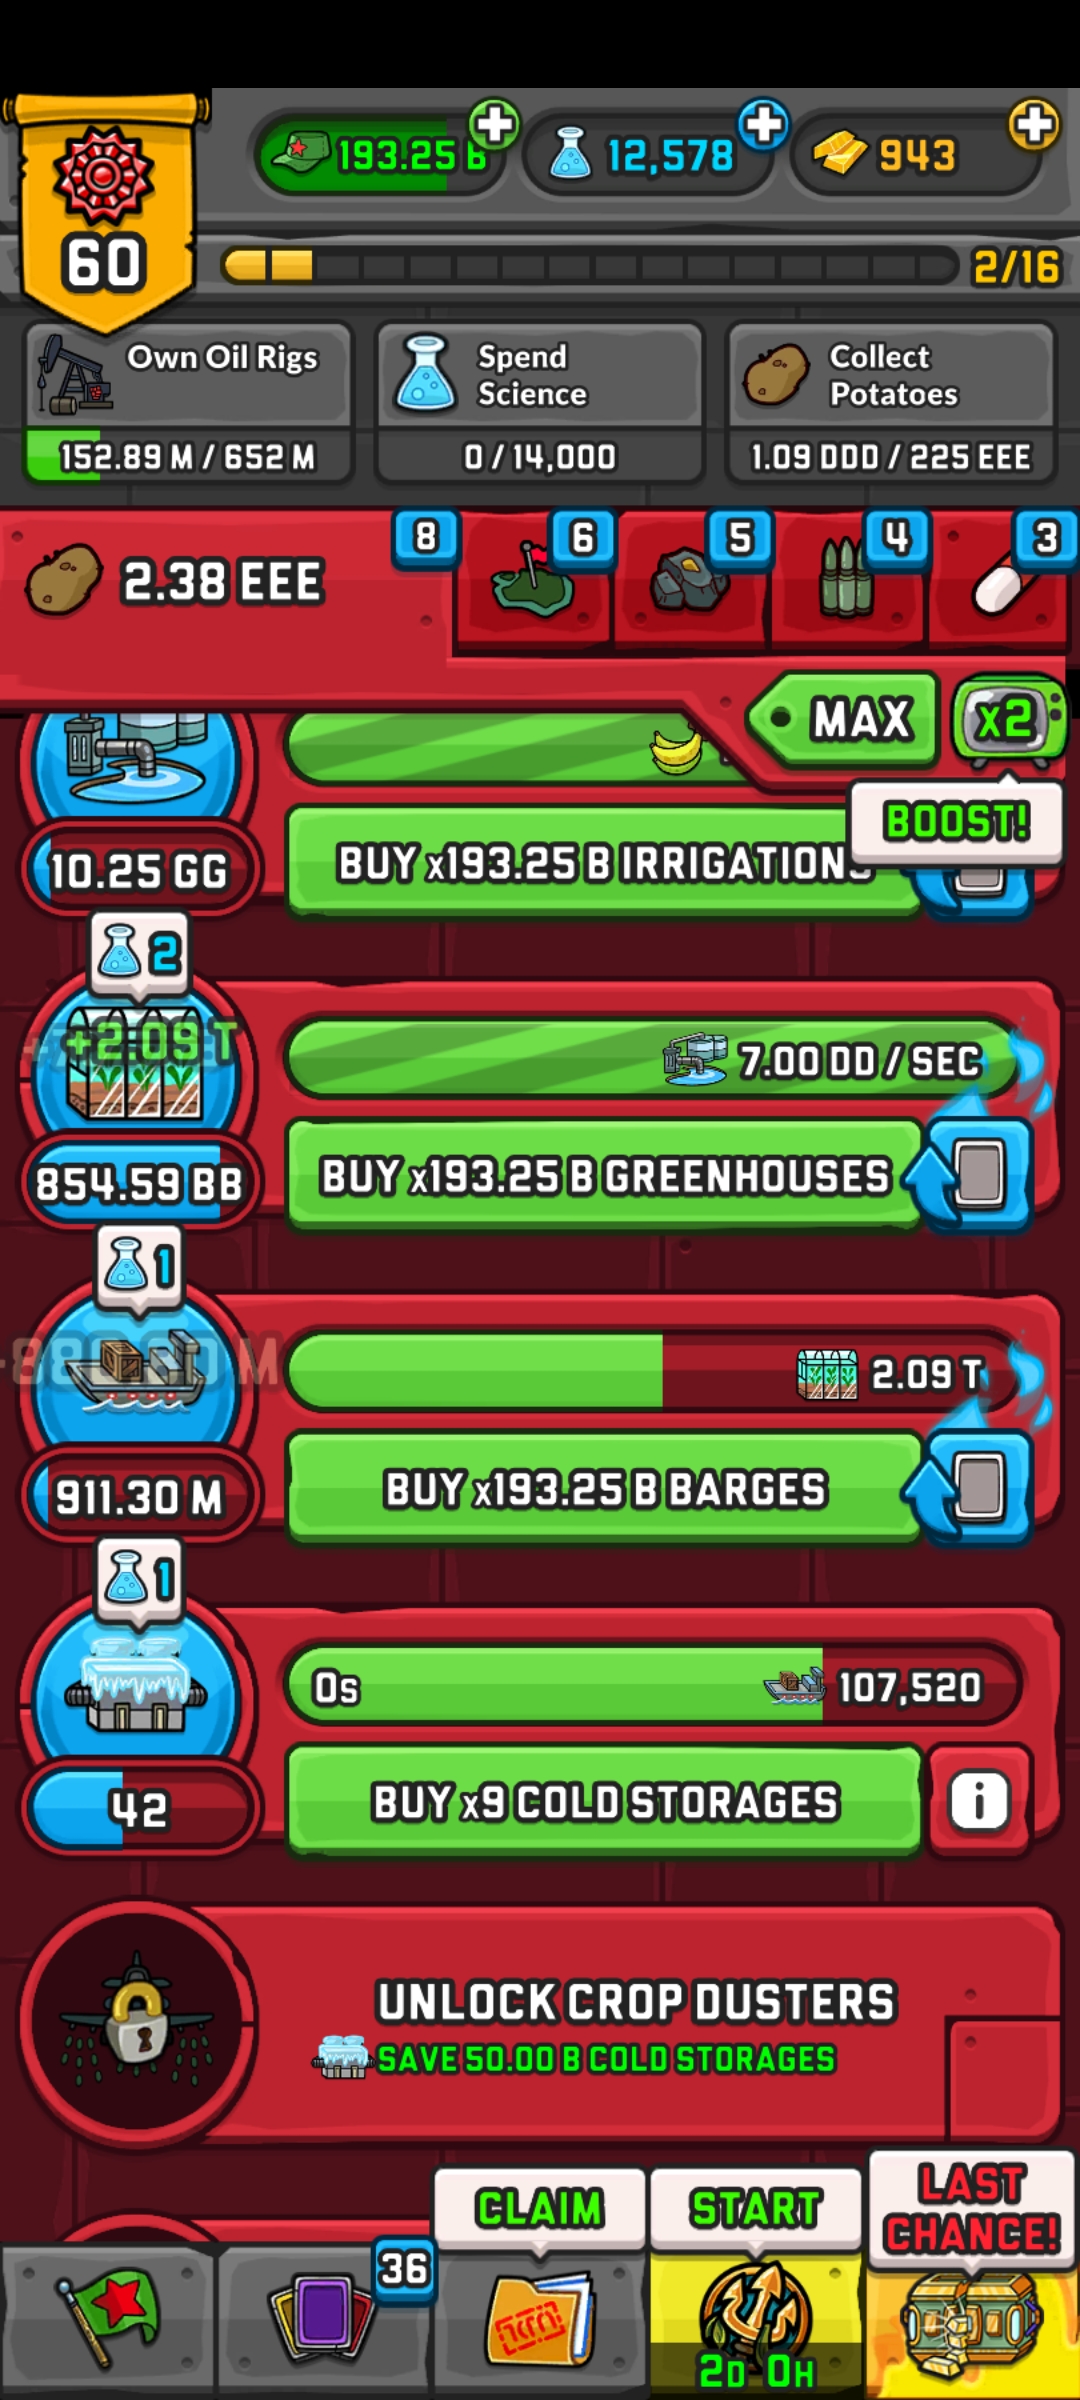 193.25 B
12,578
943
60
2/16
Own Oil Rigs
152.89 M / 652 M
Spend
Science
0 / 14,000
Collect
Potatoes
1.09 DDD / 225 EEE
2.38 EEE
8
6
5
4
3
MAX
x2
BOOST!
10.25 GG
BUY x193.25 B IRRIGATIONS
2
+2.09 T
7.00 DD / SEC
854.59 BB
BUY x193.25 B GREENHOUSES
1
2.09 T
911.30 M
BUY x193.25 B BARGES
1
0s
107,520
42
BUY x9 COLD STORAGES
i
UNLOCK CROP DUSTERS
SAVE 50.00 B COLD STORAGES
CLAIM
START
LAST
CHANCE!
36
2D 0H